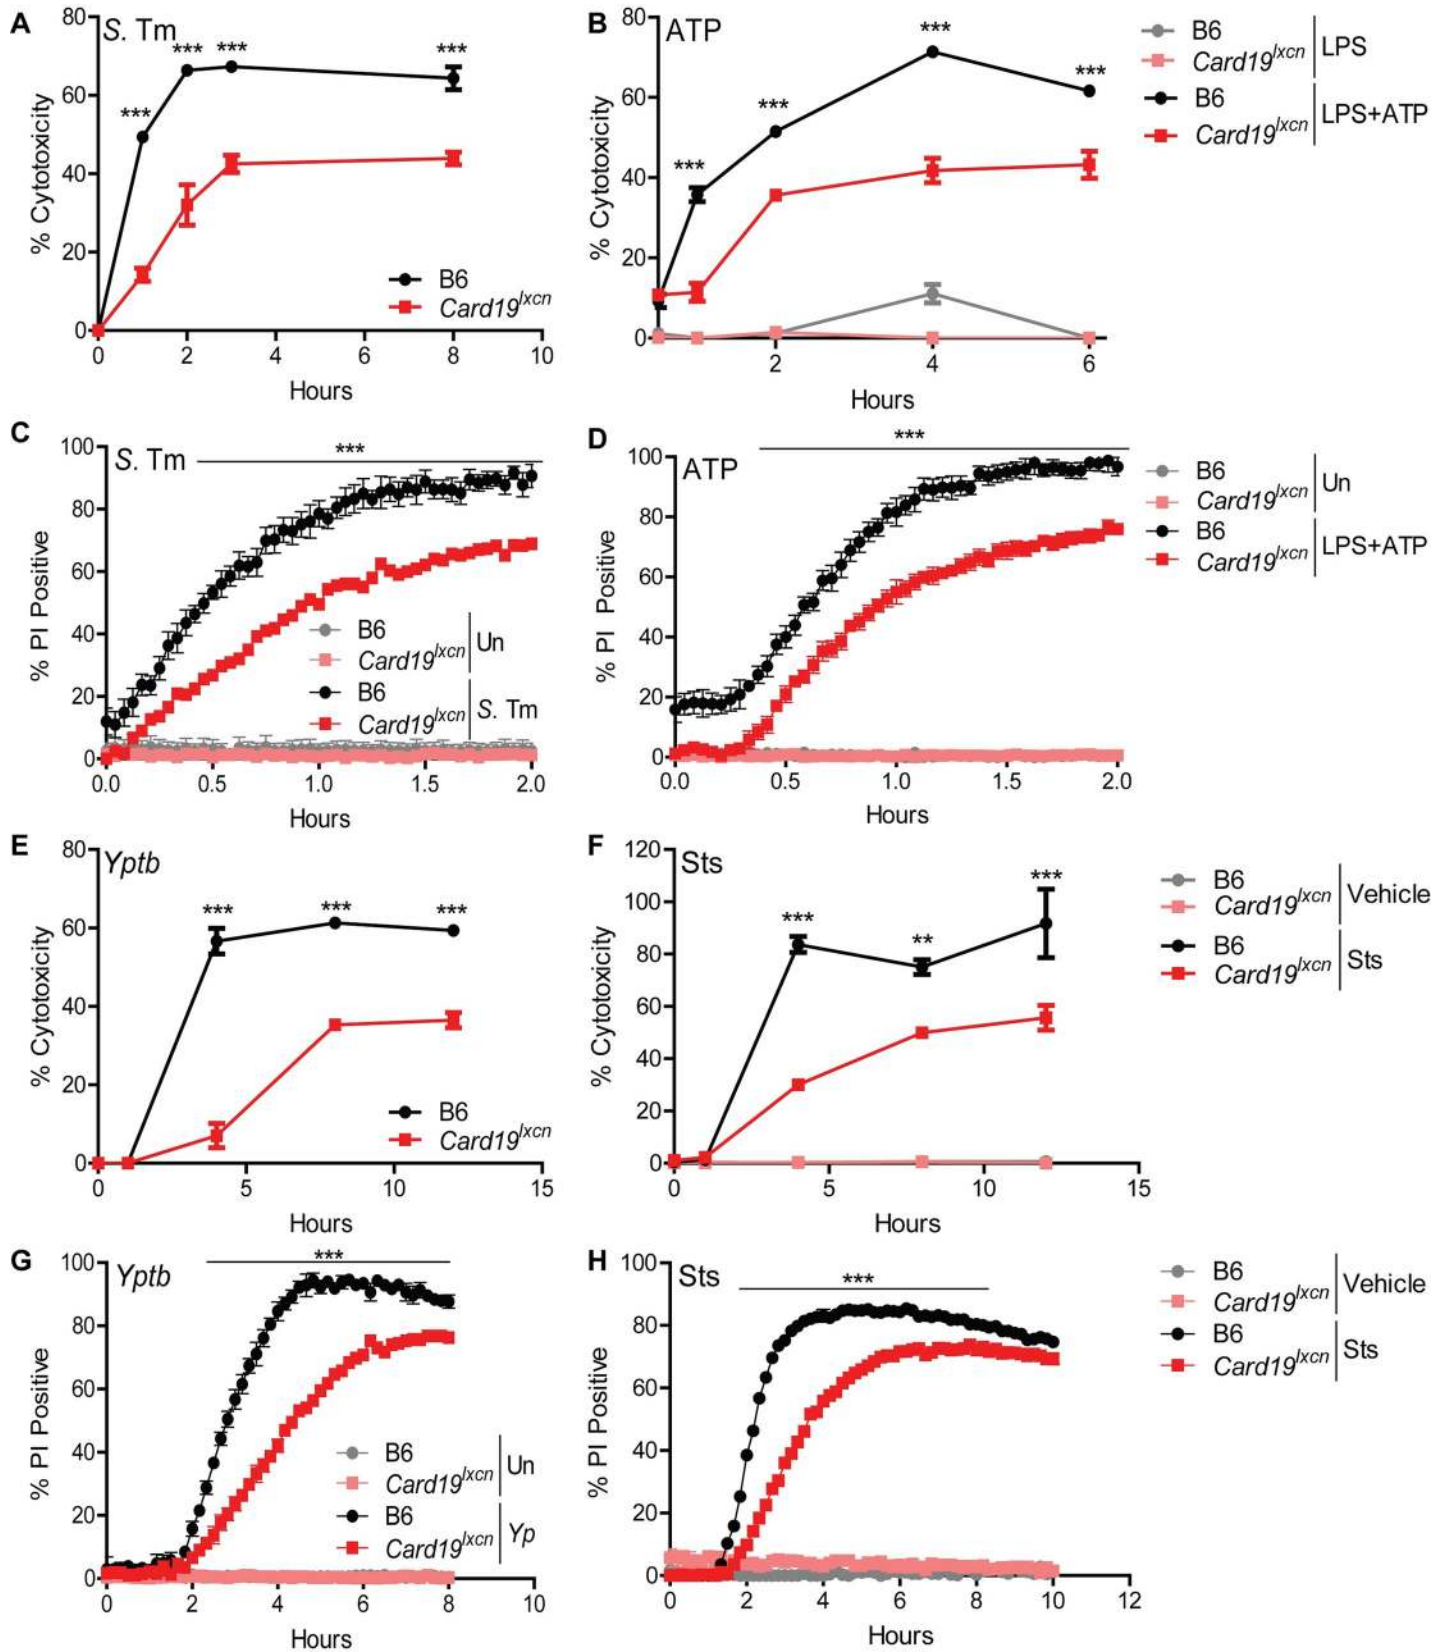 A
S. Tm
80
60
40
20
0
% Cytotoxicity
*** *** *** ***
B6
Card19lxcn
0 2 4 6 8 10
Hours
B
ATP
80
60
40
20
0
% Cytotoxicity
*** *** *** ***
2 4 6
Hours
B6
Card19lxcn
LPS
B6
Card19lxcn
LPS+ATP
C
S. Tm
***
100
80
60
40
20
0
% PI Positive
B6
Card19lxcn
Un
B6
Card19lxcn
S. Tm
0.0 0.5 1.0 1.5 2.0
Hours
D
ATP
***
100
80
60
40
20
0
% PI Positive
0.0 0.5 1.0 1.5 2.0
Hours
B6
Card19lxcn
Un
B6
Card19lxcn
LPS+ATP
E
Yptb
80
60
40
20
0
% Cytotoxicity
*** *** ***
B6
Card19lxcn
0 5 10 15
Hours
F
Sts
120
100
80
60
40
20
0
% Cytotoxicity
*** ** ***
0 5 10 15
Hours
B6
Card19lxcn
Vehicle
B6
Card19lxcn
Sts
G
Yptb
***
100
80
60
40
20
0
% PI Positive
B6
Card19lxcn
Un
B6
Card19lxcn
Yp
0 2 4 6 8 10
Hours
H
Sts
***
100
80
60
40
20
0
% PI Positive
0 2 4 6 8 10 12
Hours
B6
Card19lxcn
Vehicle
B6
Card19lxcn
Sts